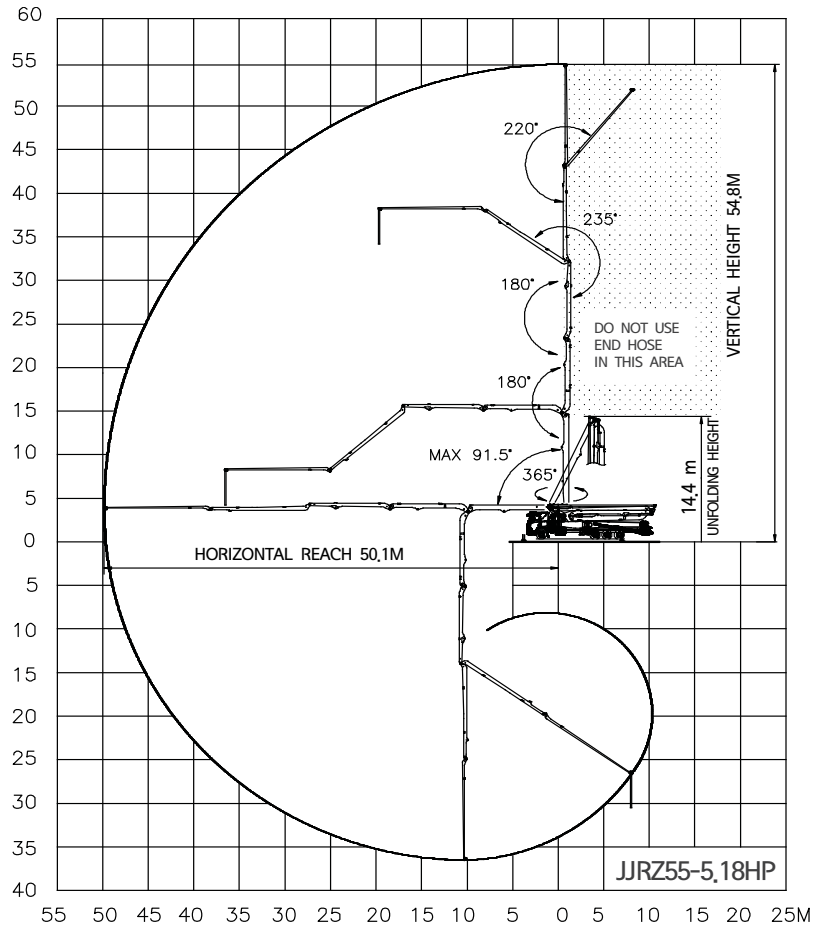 60
55
50
45
40
35
30
25
20
15
10
5
0
5
10
15
20
25
30
35
40
55 50 45 40 35 30 25 20 15 10 5 0 5 10 15 20 25M
220°
235°
180°
180°
MAX 91.5°
365°
DO NOT USE
END HOSE
IN THIS AREA
VERTICAL HEIGHT 54.8M
14.4 m
UNFOLDING HEIGHT
HORIZONTAL REACH 50.1M
JJRZ55-5.18HP